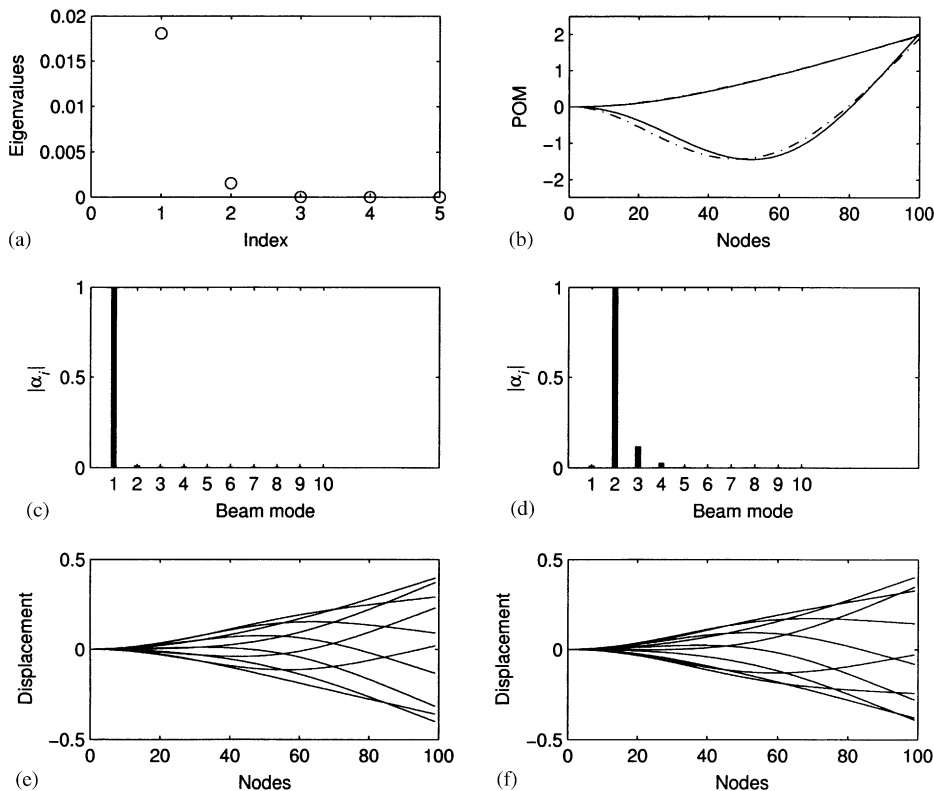 0.02
0.015
0.01
0.005
0
Eigenvalues
0 1 2 3 4 5
Index
(a)
2
1
0
−1
−2
POM
0 20 40 60 80 100
Nodes
(b)
1
0.5
0
|αi|
1 2 3 4 5 6 7 8 9 10
Beam mode
(c)
1
0.5
0
|αi|
1 2 3 4 5 6 7 8 9 10
Beam mode
(d)
0.5
0
−0.5
Displacement
0 20 40 60 80 100
Nodes
(e)
0.5
0
−0.5
Displacement
0 20 40 60 80 100
Nodes
(f)